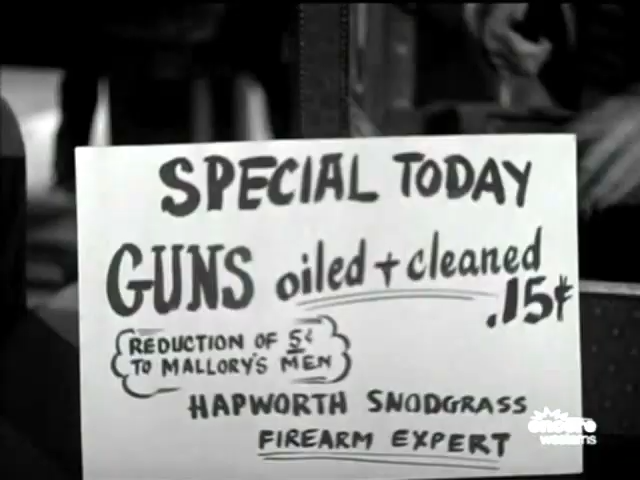 SPECIAL TODAY
GUNS oiled + cleaned
.15¢
REDUCTION OF 5¢
TO MALLORY'S MEN
HAPWORTH SNODGRASS
FIREARM EXPERT
encore
westerns